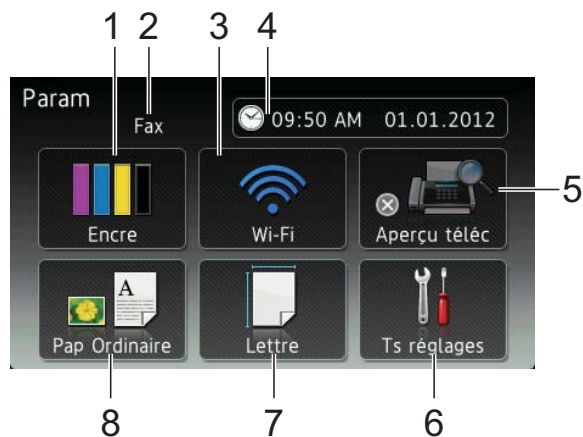 1 2 3 4
Param
Fax
09:50 AM 01.01.2012
5
Encre Wi-Fi Aperçu téléc
A
Pap Ordinaire Lettre Ts réglages
8 7 6